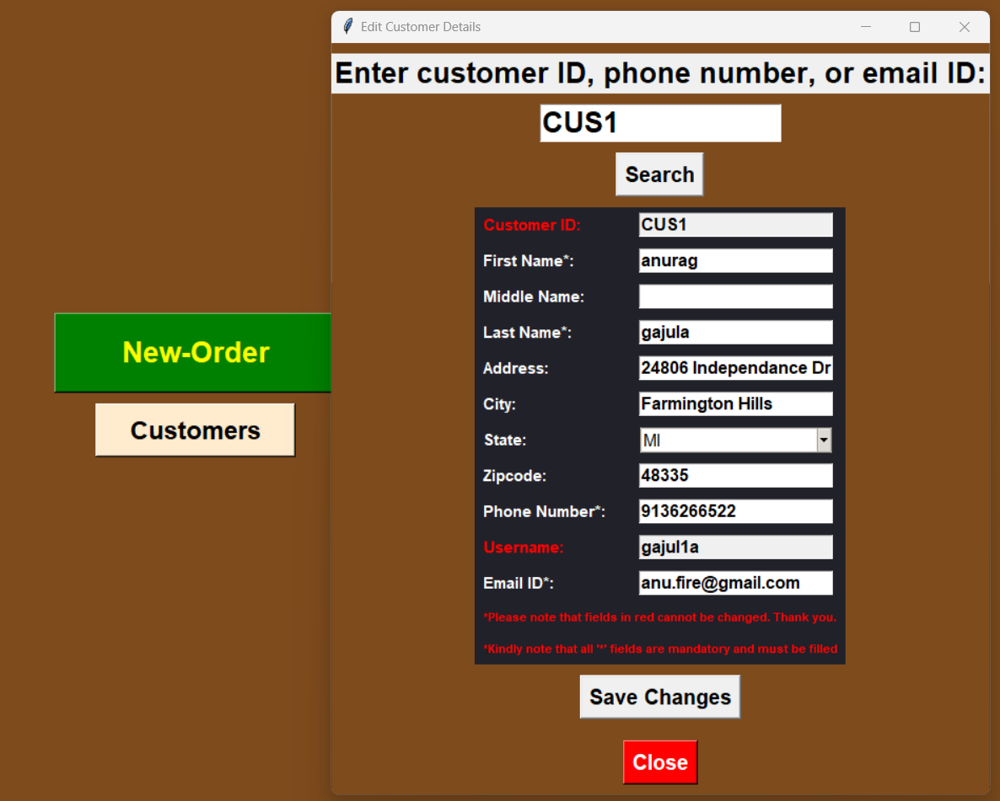 Edit Customer Details
Enter customer ID, phone number, or email ID:
CUS1
Search
Customer ID: CUS1
First Name*: anurag
Middle Name:
Last Name*: gajula
Address: 24806 Independance Dr
City: Farmington Hills
State: MI
Zipcode: 48335
Phone Number*: 9136266522
Username: gajul1a
Email ID*: anu.fire@gmail.com
*Please note that fields in red cannot be changed. Thank you.
*Kindly note that all '*' fields are mandatory and must be filled
Save Changes
Close
New-Order
Customers